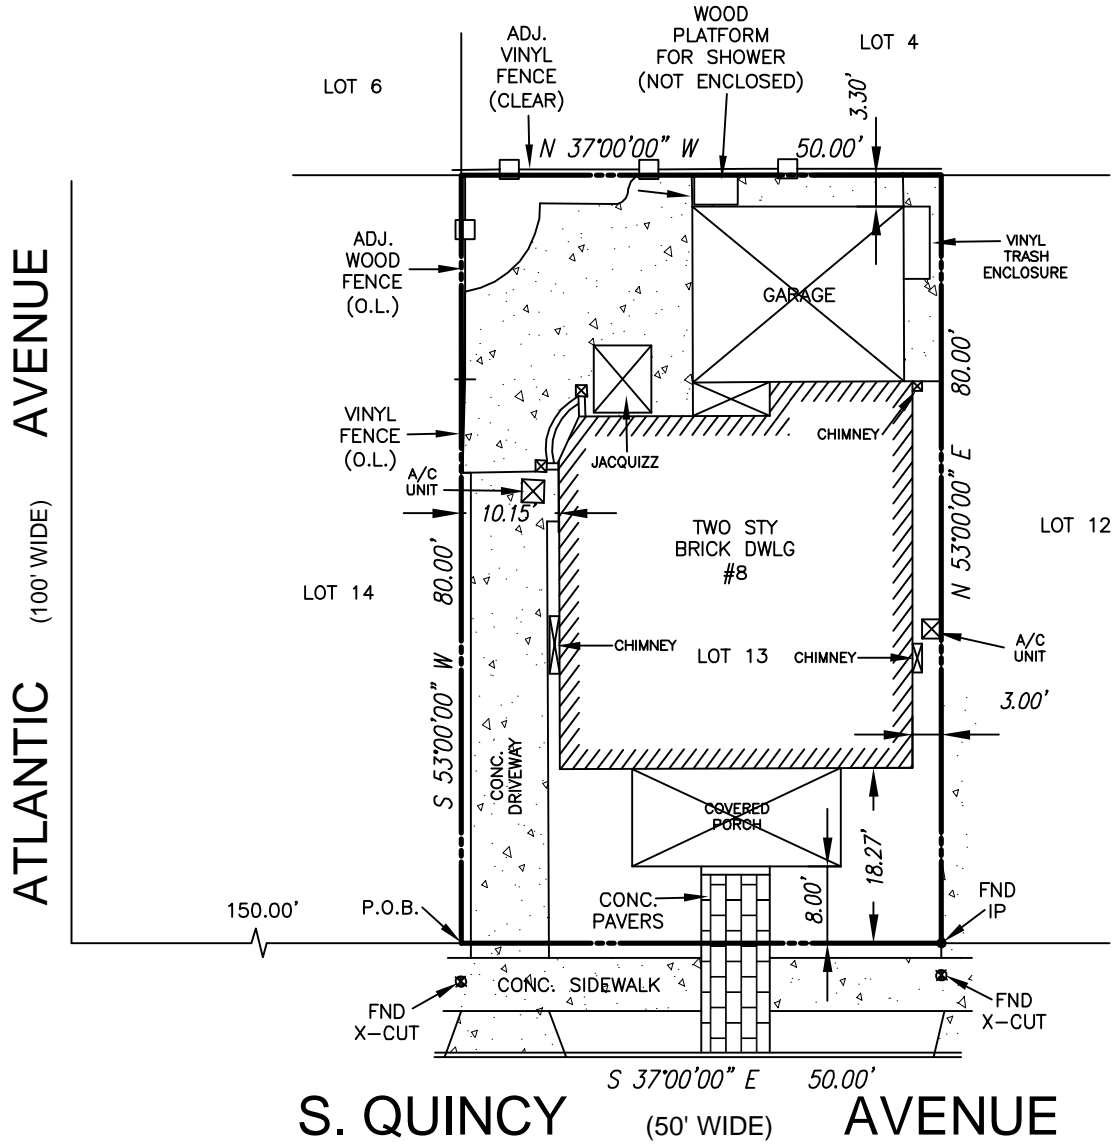 WOOD
PLATFORM
FOR SHOWER
(NOT ENCLOSED)
ADJ.
VINYL
FENCE
(CLEAR)
LOT 4
LOT 6
3.30'
N 37°00'00" W 50.00'
ADJ.
WOOD
FENCE
(O.L.)
VINYL
TRASH
ENCLOSURE
GARAGE
80.00'
N 53°00'00" E
VINYL
FENCE
(O.L.)
CHIMNEY
JACQUIZZ
A/C
UNIT
10.15'
TWO STY
BRICK DWLG
#8
LOT 12
LOT 14
80.00'
S 53°00'00" W
CHIMNEY
LOT 13
CHIMNEY
A/C
UNIT
3.00'
CONC.
DRIVEWAY
COVERED
PORCH
18.27'
8.00'
CONC.
PAVERS
FND
IP
P.O.B.
150.00'
CONC. SIDEWALK
FND
X-CUT
FND
X-CUT
S 37°00'00" E 50.00'
S. QUINCY (50' WIDE) AVENUE
ATLANTIC (100' WIDE) AVENUE